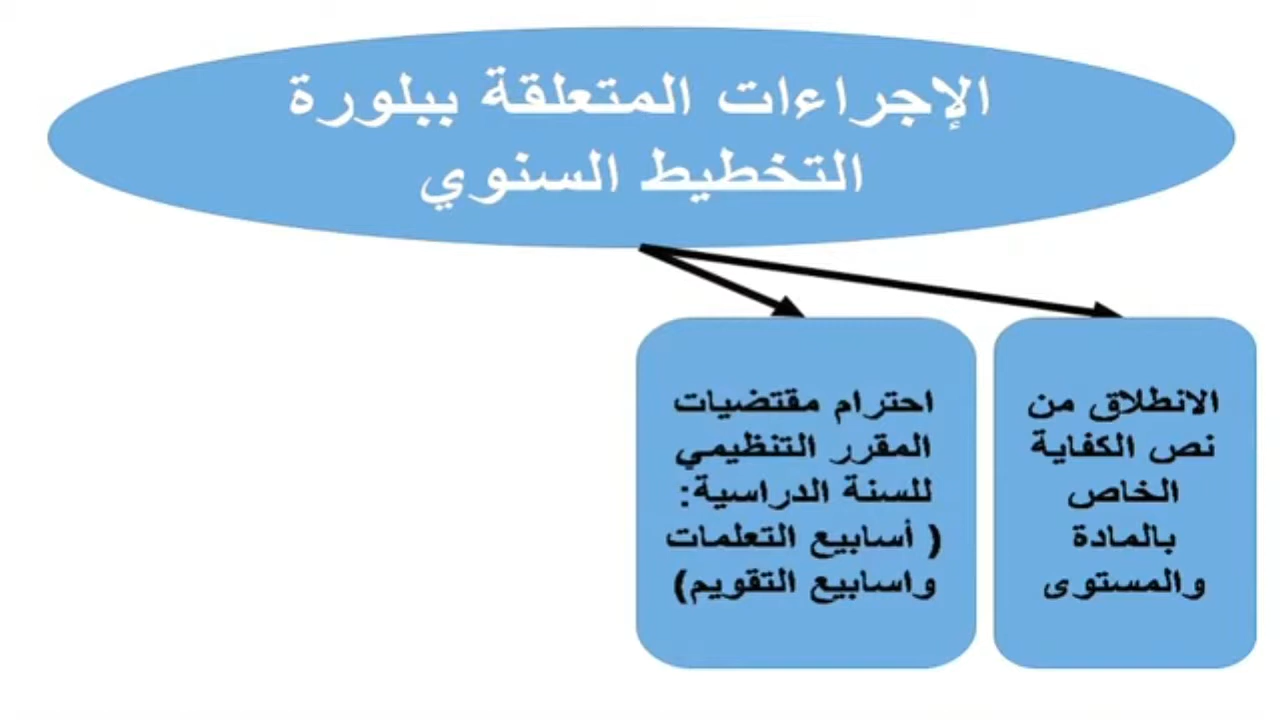 الإجراءات المتعلقة ببلورة
التخطيط السنوي
الانطلاق من
نص الكفاية
الخاص
بالمادة
والمستوى
احترام مقتضيات
المقرر التنظيمي
للسنة الدراسية:
( أسابيع التعلمات
واسابيع التقويم)